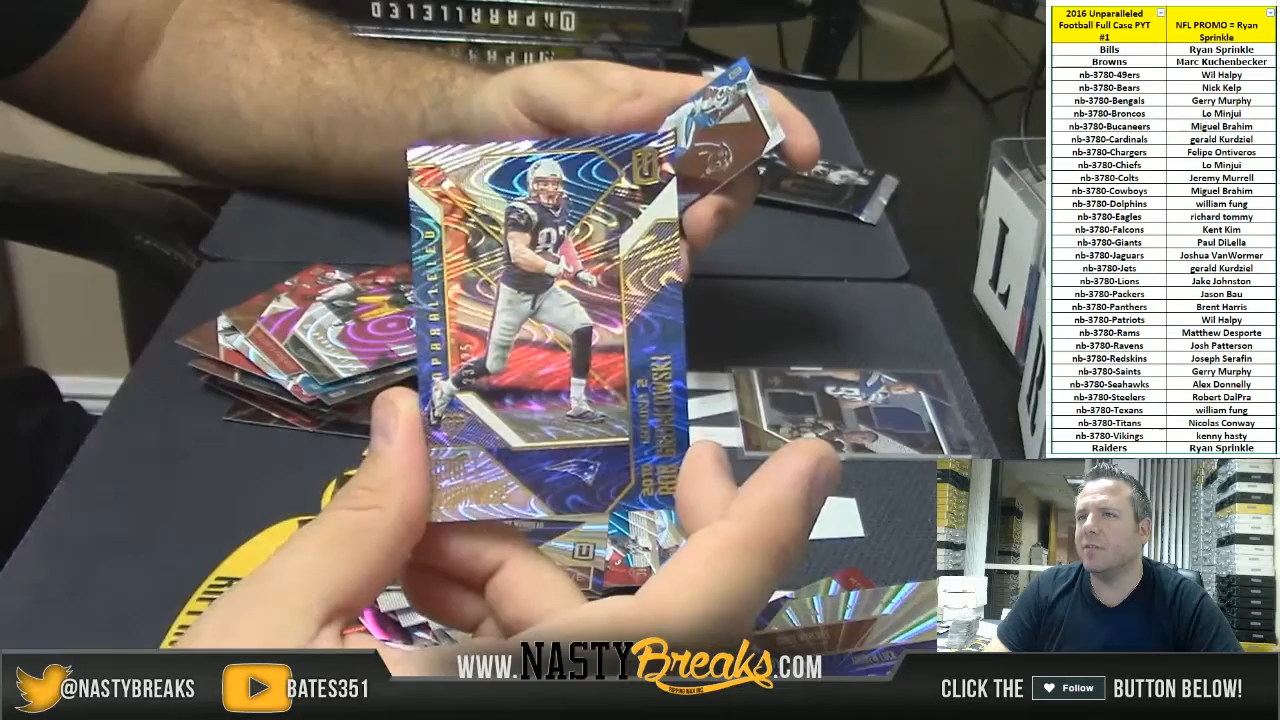 UNPARALLELED
2016 Unparalleled Football Full Case PYT #1 NFL PROMO = Ryan Sprinkle
Bills Ryan Sprinkle
Browns Marc Kuchenbecker
nb-3780-49ers Wil Halpy
nb-3780-Bears Nick Kelp
nb-3780-Bengals Gerry Murphy
nb-3780-Broncos Lo Minjui
nb-3780-Bucaneers Miguel Brahim
nb-3780-Cardinals gerald Kurdziel
nb-3780-Chargers Felipe Ontiveros
nb-3780-Chiefs Lo Minjui
nb-3780-Colts Jeremy Murrell
nb-3780-Cowboys Miguel Brahim
nb-3780-Dolphins william fung
nb-3780-Eagles richard tommy
nb-3780-Falcons Kent Kim
nb-3780-Giants Paul DiLella
nb-3780-Jaguars Joshua VanWormer
nb-3780-Jets gerald Kurdziel
nb-3780-Lions Jake Johnston
nb-3780-Packers Jason Bau
nb-3780-Panthers Brent Harris
nb-3780-Patriots Wil Halpy
nb-3780-Rams Matthew Desporte
nb-3780-Ravens Josh Patterson
nb-3780-Redskins Joseph Serafin
nb-3780-Saints Gerry Murphy
nb-3780-Seahawks Alex Donnelly
nb-3780-Steelers Robert DalPra
nb-3780-Texans william fung
nb-3780-Titans Nicolas Conway
nb-3780-Vikings kenny hasty
Raiders Ryan Sprinkle
UNPARALLELED
87
ROB GRONKOWSKI
L
ANDREW LUCK
@NASTYBREAKS
BATES351
WWW.NASTYBreaks.COM
RIPPING WAX INC.
CLICK THE Follow BUTTON BELOW!